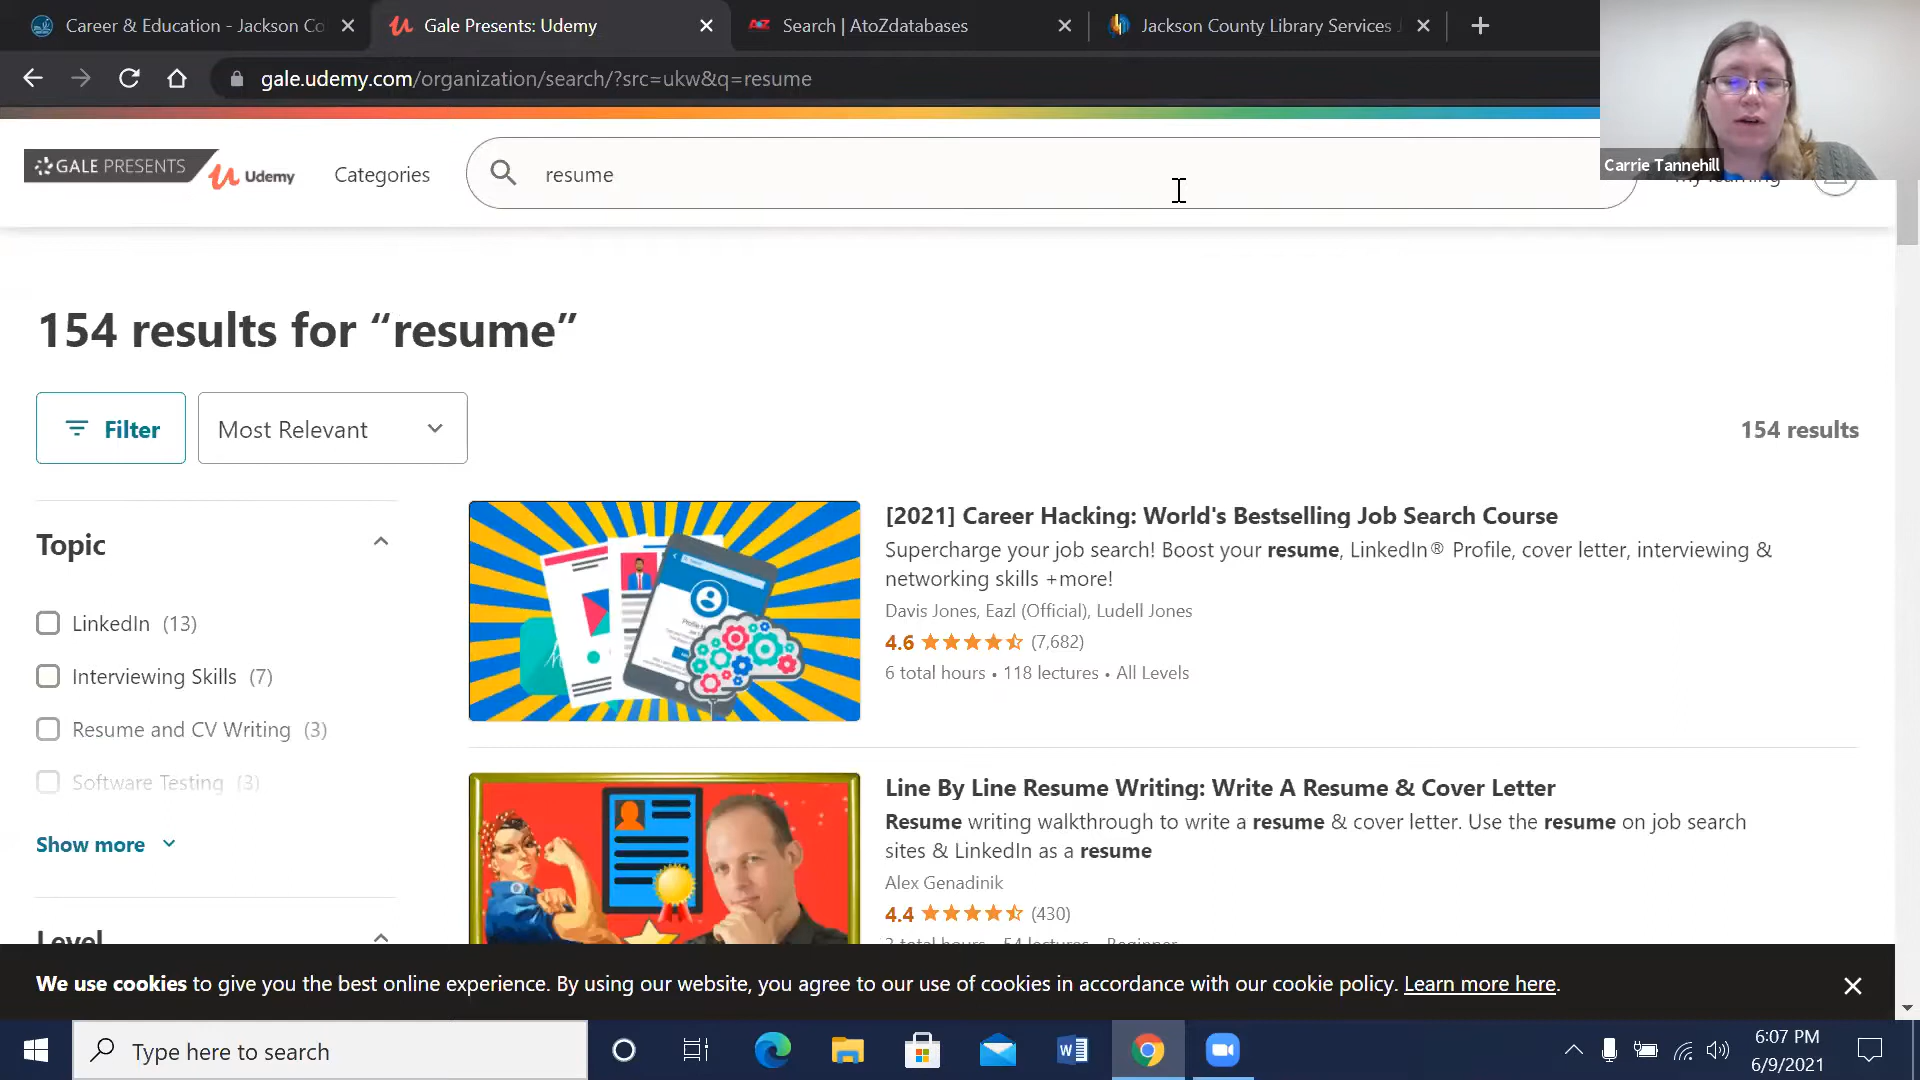 Career & Education - Jackson Co
Gale Presents: Udemy
Search | AtoZdatabases
Jackson County Library Services
gale.udemy.com/organization/search/?src=ukw&q=resume
Carrie Tannehill
GALE PRESENTS
Udemy
Categories
resume
My learning
154 results for “resume”
Filter
Most Relevant
154 results
Topic
LinkedIn (13)
Interviewing Skills (7)
Resume and CV Writing (3)
Software Testing (3)
Show more
Level
[2021] Career Hacking: World's Bestselling Job Search Course
Supercharge your job search! Boost your resume, LinkedIn® Profile, cover letter, interviewing &
networking skills +more!
Davis Jones, Eazl (Official), Ludell Jones
4.6 (7,682)
6 total hours • 118 lectures • All Levels
Line By Line Resume Writing: Write A Resume & Cover Letter
Resume writing walkthrough to write a resume & cover letter. Use the resume on job search
sites & LinkedIn as a resume
Alex Genadinik
4.4 (430)
total hours 54 lectures Beginner
We use cookies to give you the best online experience. By using our website, you agree to our use of cookies in accordance with our cookie policy. Learn more here.
Type here to search
6:07 PM
6/9/2021